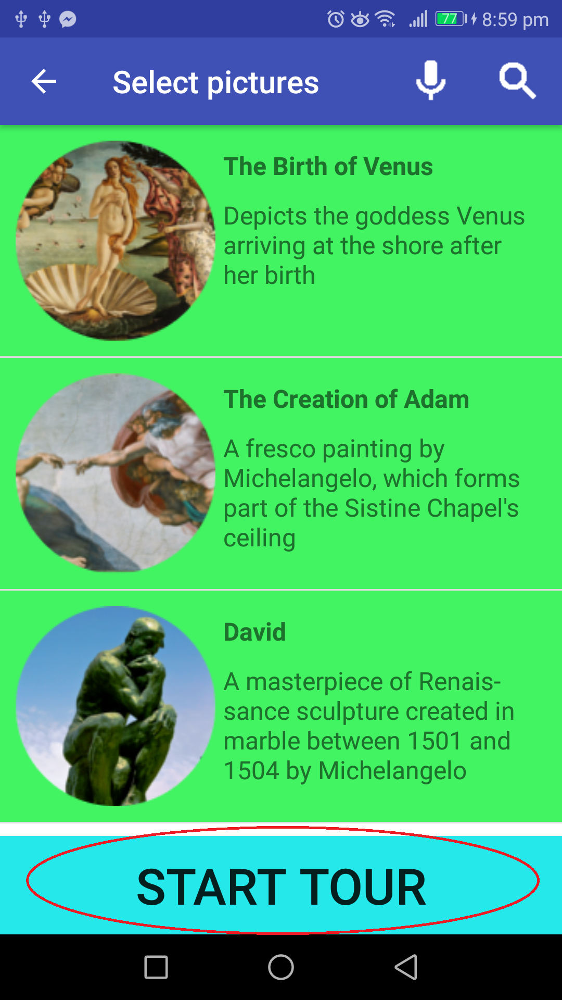 77 8:59 pm
Select pictures
The Birth of Venus
Depicts the goddess Venus
arriving at the shore after
her birth
The Creation of Adam
A fresco painting by
Michelangelo, which forms
part of the Sistine Chapel's
ceiling
David
A masterpiece of Renais-
sance sculpture created in
marble between 1501 and
1504 by Michelangelo
START TOUR